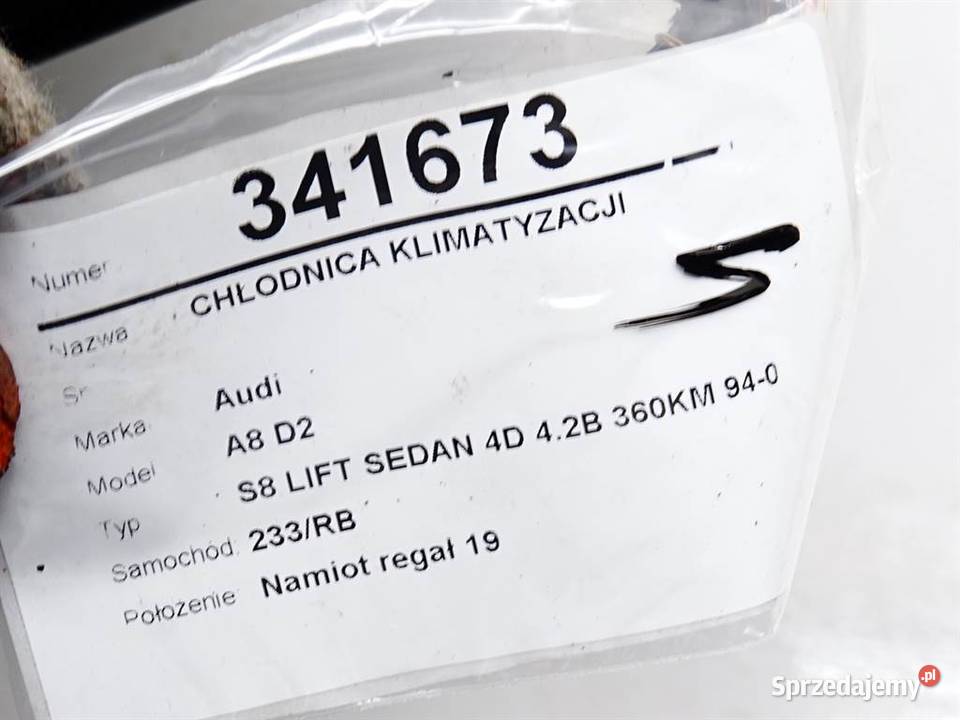 Numer 341673
Nazwa CHŁODNICA KLIMATYZACJI
Sr
Marka Audi
Model A8 D2
Typ S8 LIFT SEDAN 4D 4.2B 360KM 94-0
Samochód: 233/RB
Położenie: Namiot regał 19
S
Sprzedajemy.pl